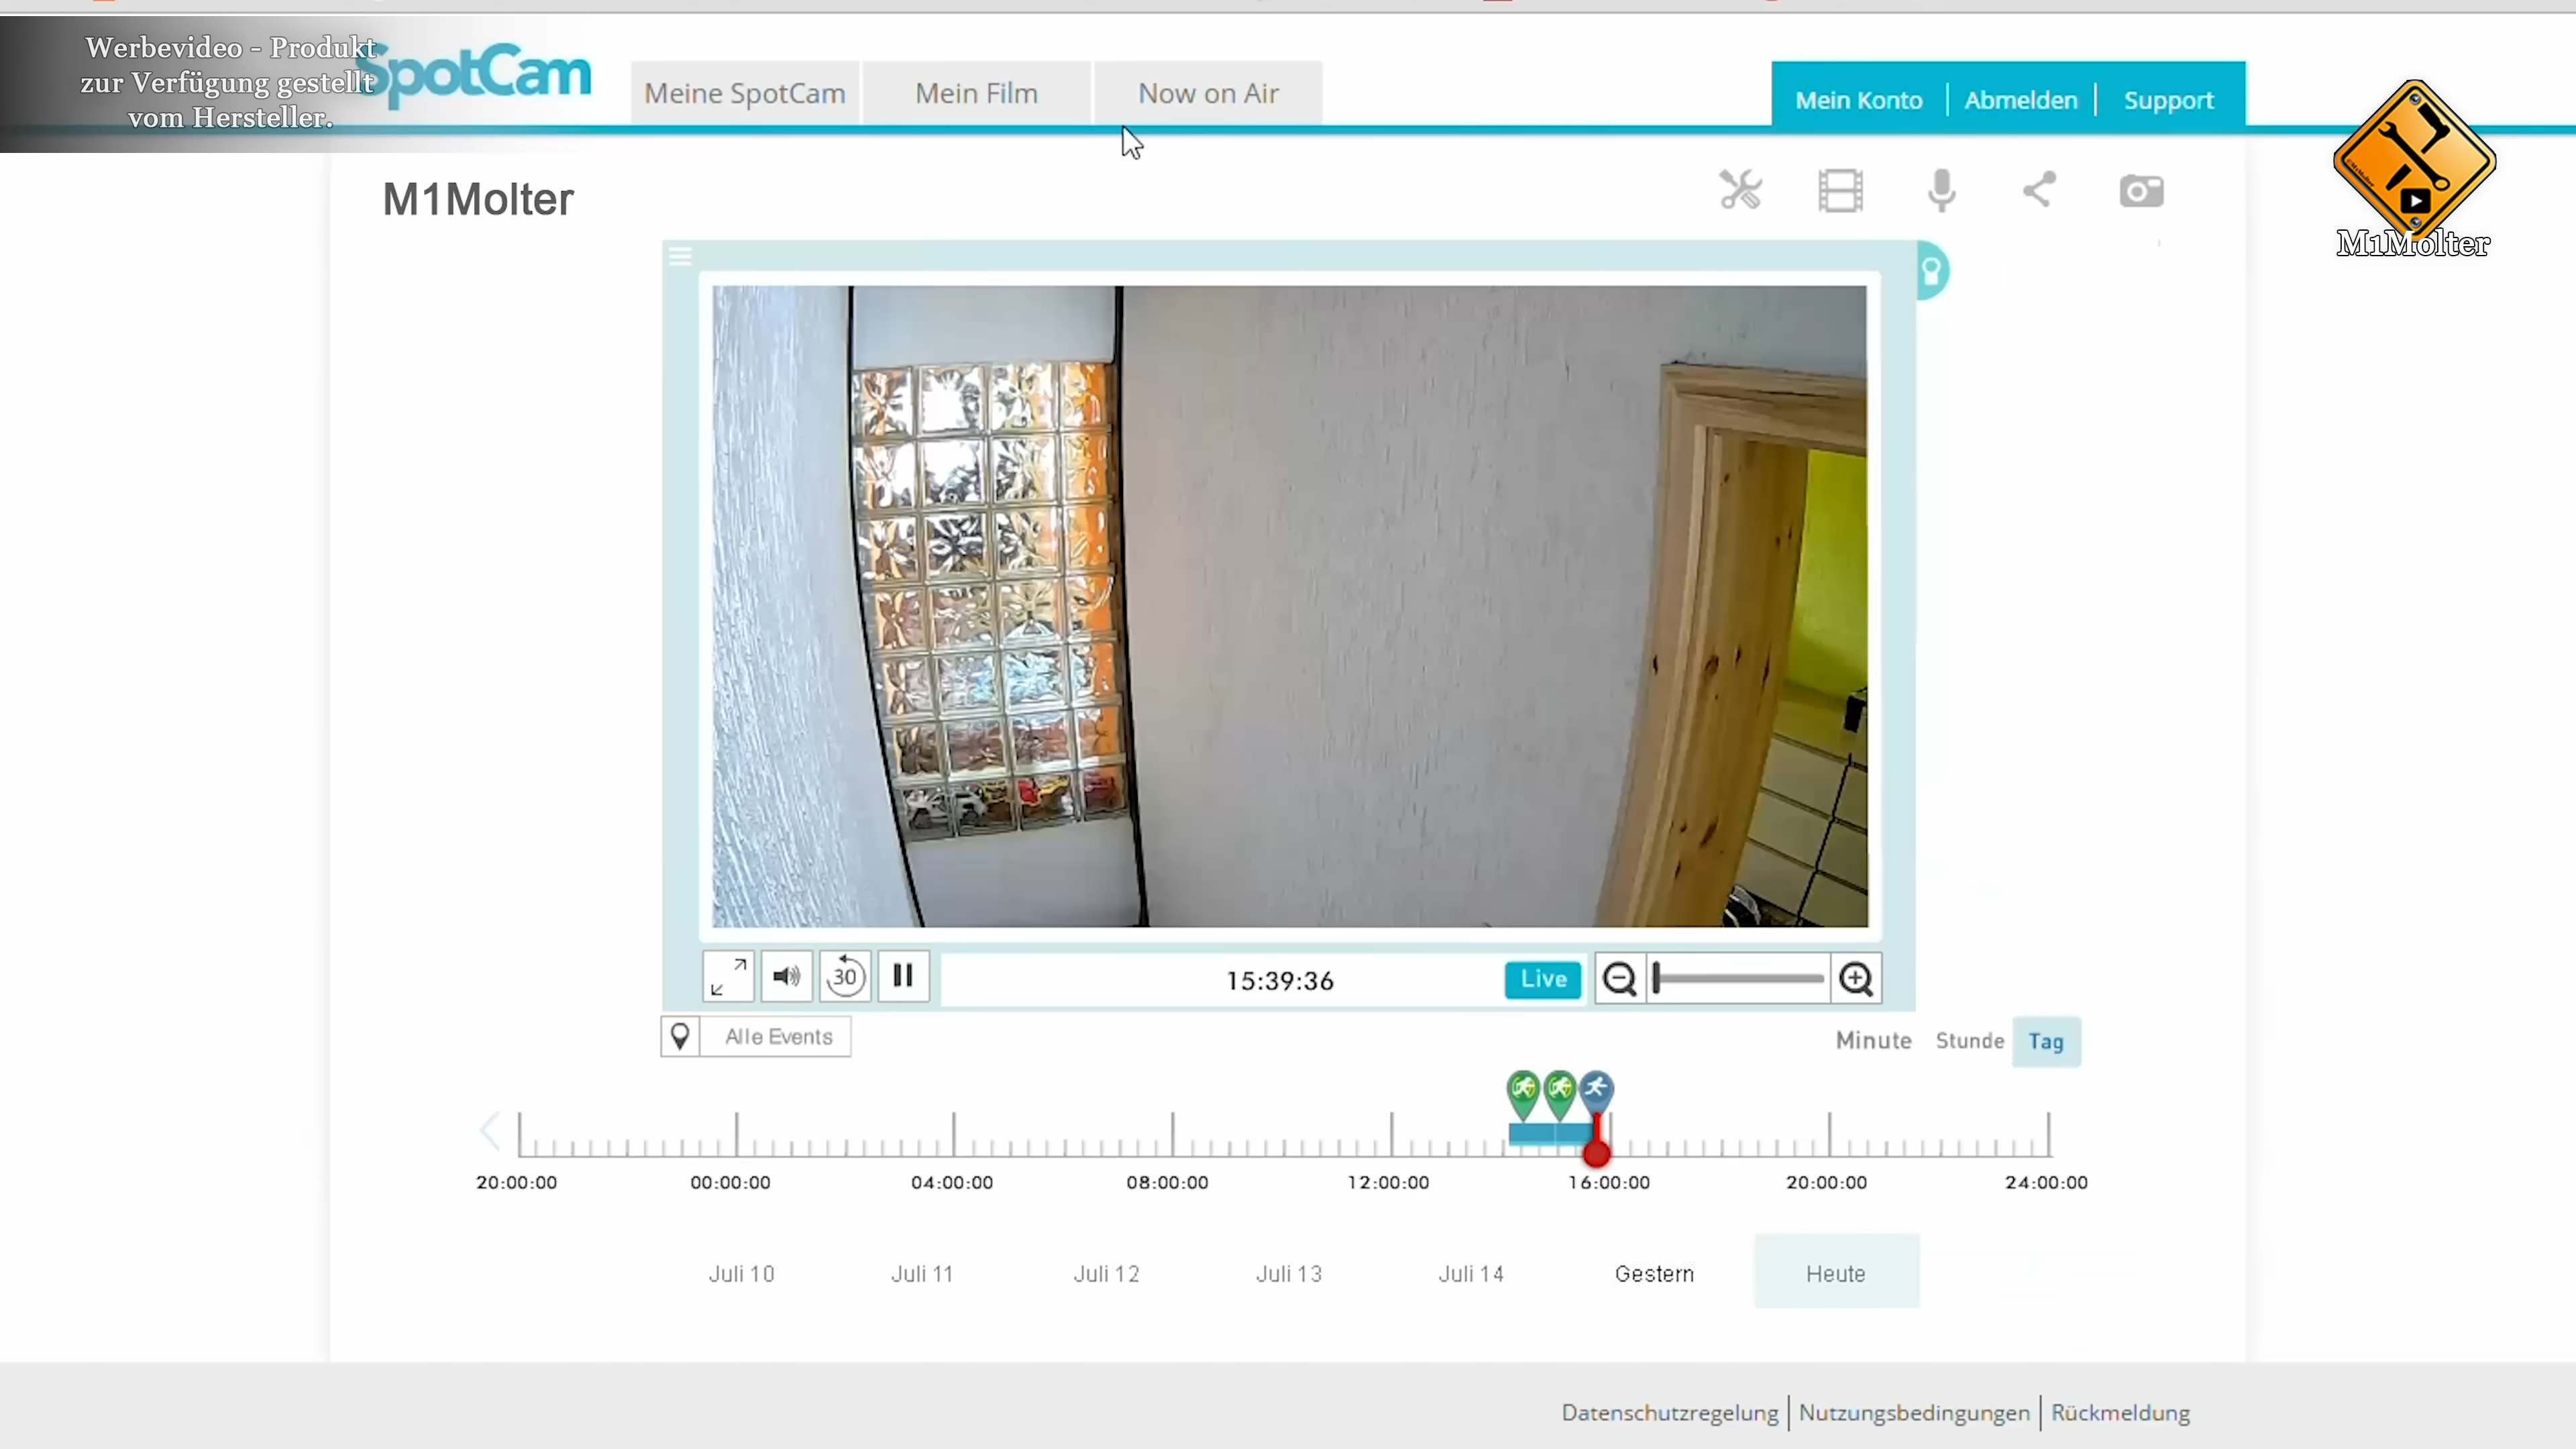 Werbevideo - Produkt
zur Verfügung gestellt
vom Hersteller.
SpotCam
Meine SpotCam
Mein Film
Now on Air
Mein Konto
Abmelden
Support
M1Molter
M1Molter
30
15:39:36
Live
Alle Events
Minute
Stunde
Tag
20:00:00
00:00:00
04:00:00
08:00:00
12:00:00
16:00:00
20:00:00
24:00:00
Juli 10
Juli 11
Juli 12
Juli 13
Juli 14
Gestern
Heute
Datenschutzregelung
Nutzungsbedingungen
Rückmeldung